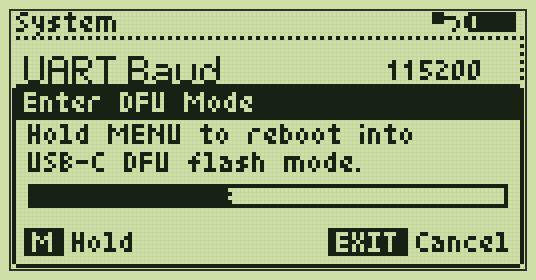 System
UART Baud 115200
Enter DFU Mode
Hold MENU to reboot into
USB-C DFU flash mode.
M Hold EXIT Cancel